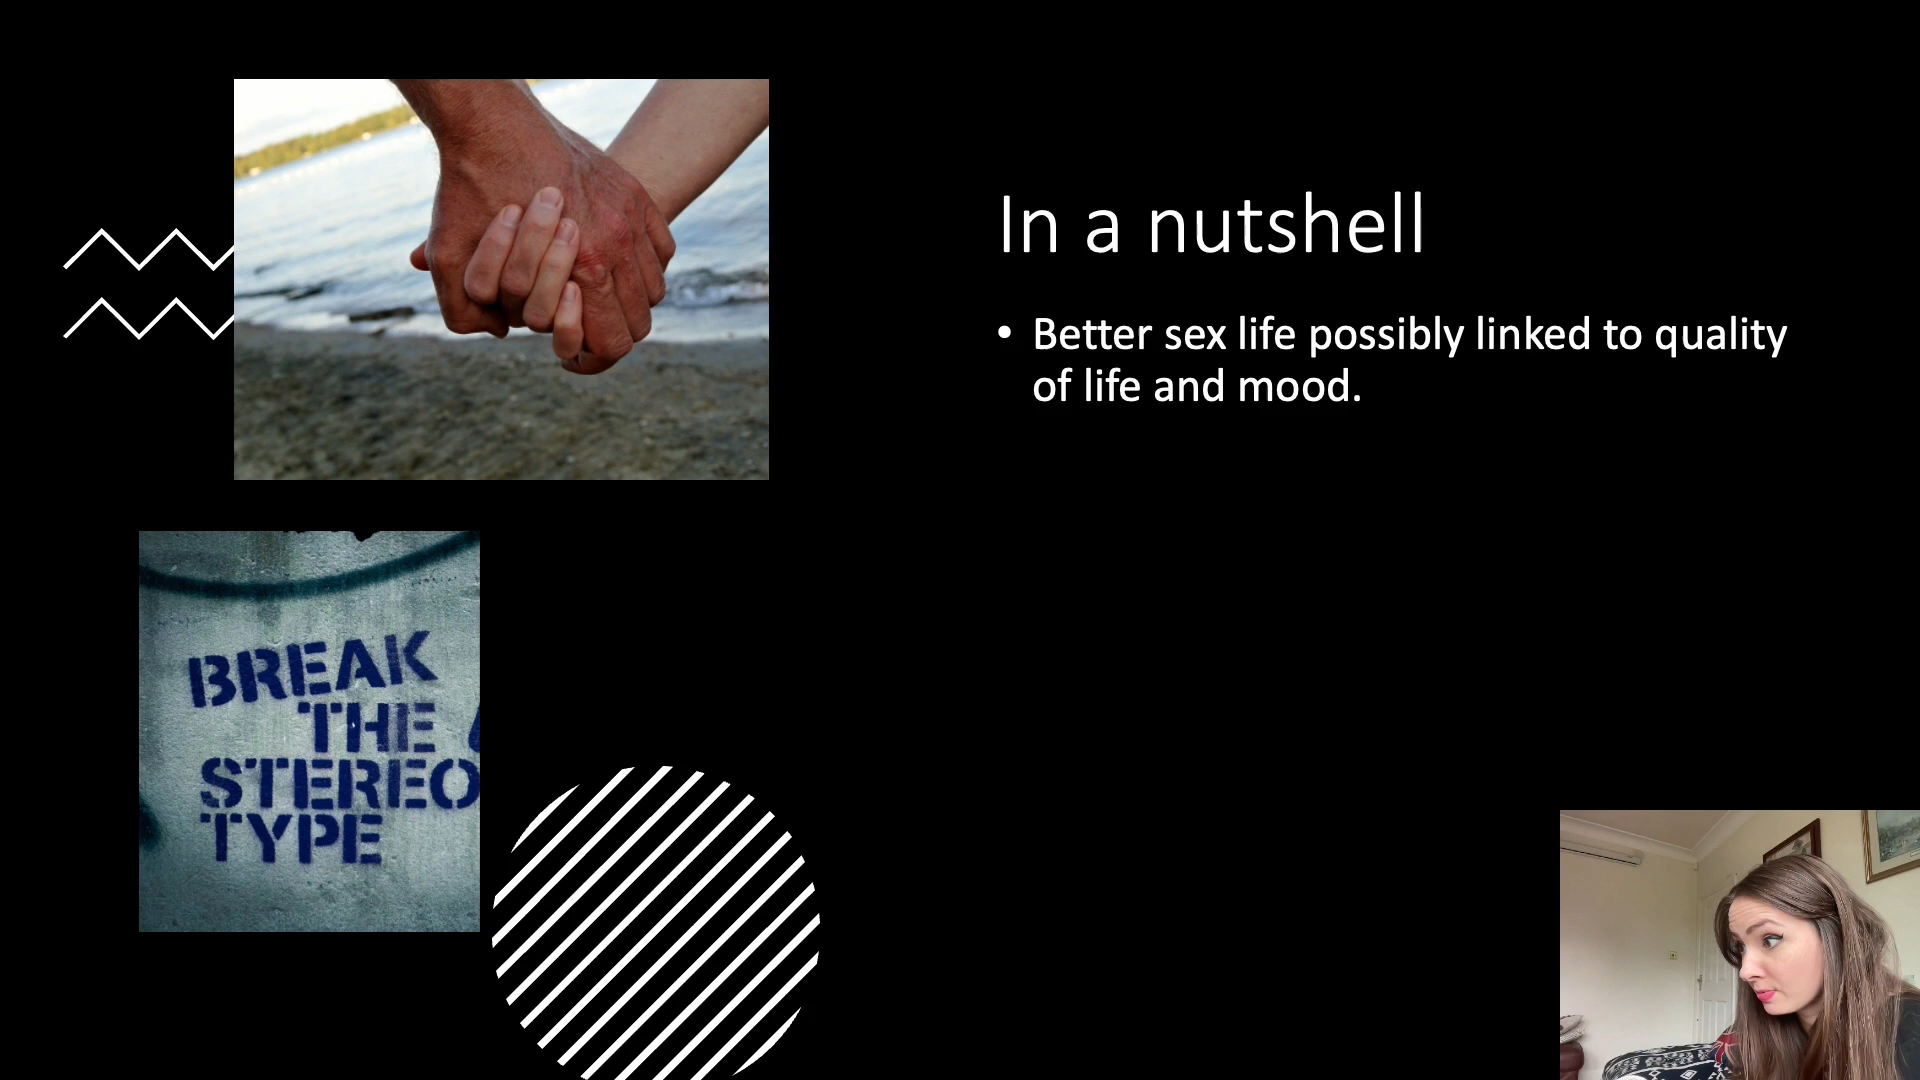 In a nutshell
• Better sex life possibly linked to quality
of life and mood.
BREAK
THE
STEREO
TYPE